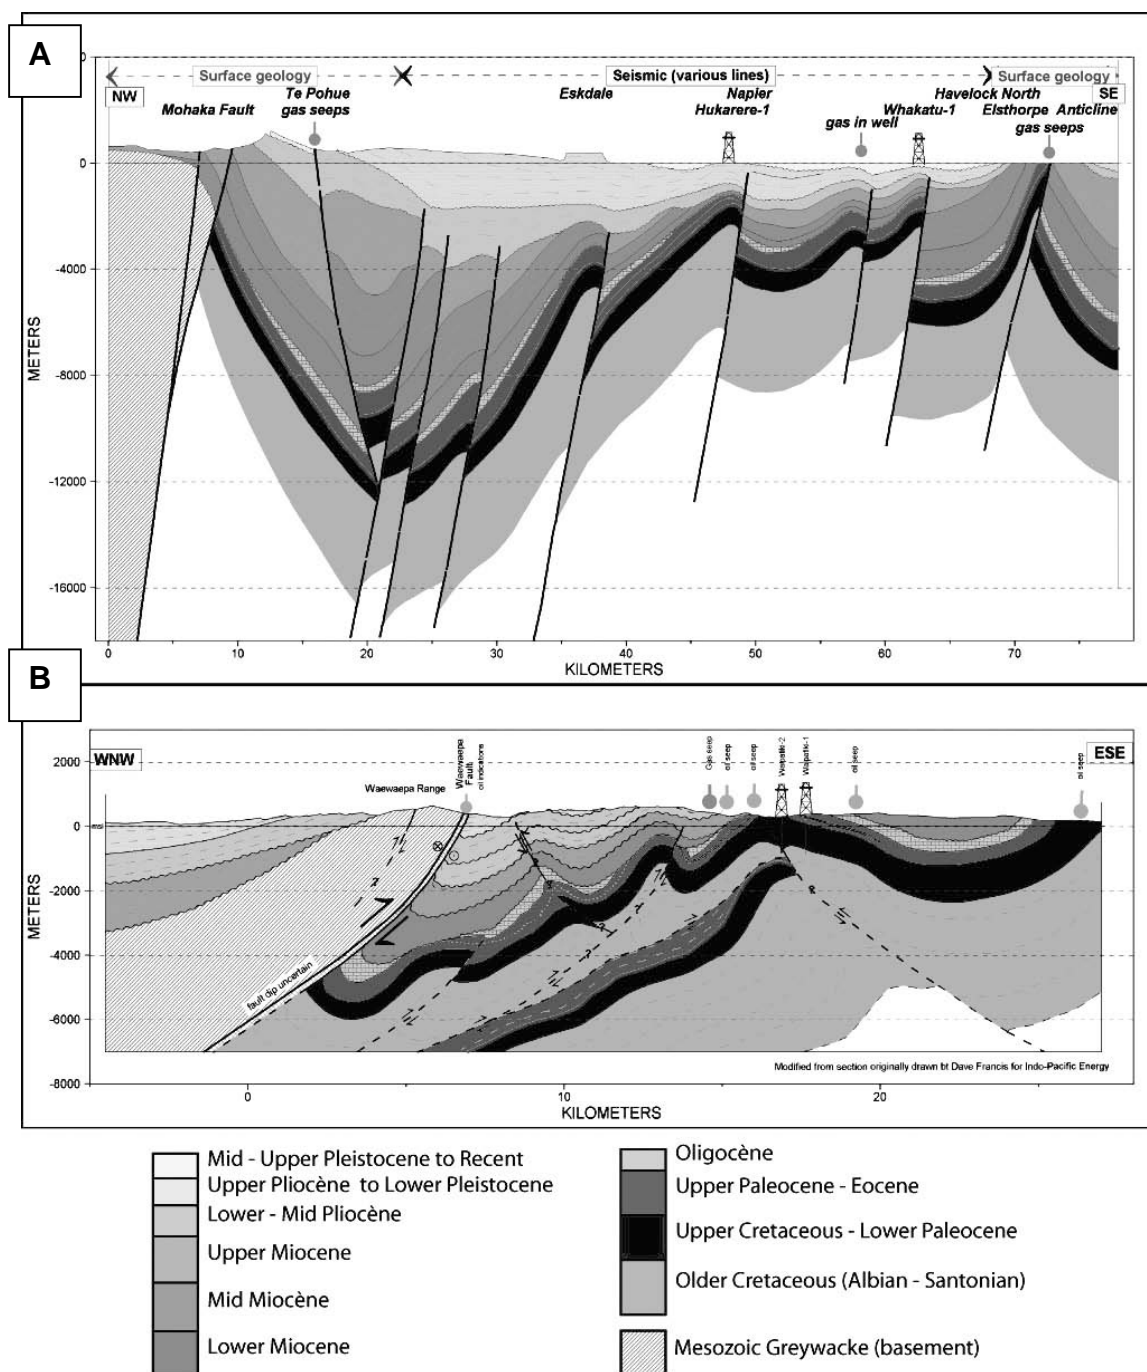 A
Surface geology
Seismic (various lines)
Surface geology
NW
SE
Mohaka Fault
Te Pohue
gas seeps
Eskdale
Napier
Hukarere-1
gas in well
Whakatu-1
Havelock North
Elsthorpe Anticline
gas seeps
0
-4000
-8000
-12000
-16000
METERS
0 10 20 30 40 50 60 70
KILOMETERS
B
WNW
ESE
Waewaepa Range
Waewaepa
Fault
oil indicators
Gas seep
oil seep
oil seep
Waipatiki-2
Waipatiki-1
oil seep
oil seep
2000
0
-2000
-4000
-6000
-8000
METERS
fault dip uncertain
? ? ? ?
Modified from section originally drawn bt Dave Francis for Indo-Pacific Energy
0 10 20
KILOMETERS
Mid - Upper Pleistocene to Recent
Upper Pliocène to Lower Pleistocene
Lower - Mid Pliocène
Upper Miocene
Mid Miocène
Lower Miocene
Oligocène
Upper Paleocene - Eocene
Upper Cretaceous - Lower Paleocene
Older Cretaceous (Albian - Santonian)
Mesozoic Greywacke (basement)